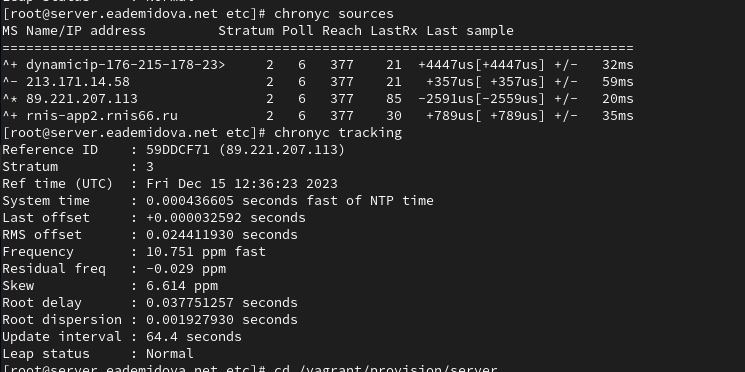 Leap status : Normal
[root@server.eademidova.net etc]# chronyc sources
MS Name/IP address         Stratum Poll Reach LastRx Last sample
===============================================================================
^+ dynamicip-176-215-178-23>     2   6   377    21  +4447us[+4447us] +/-   32ms
^- 213.171.14.58                 2   6   377    21   +357us[ +357us] +/-   59ms
^* 89.221.207.113                2   6   377    85  -2591us[-2559us] +/-   20ms
^+ rnis-app2.rnis66.ru           2   6   377    30   +789us[ +789us] +/-   35ms
[root@server.eademidova.net etc]# chronyc tracking
Reference ID    : 59DDCF71 (89.221.207.113)
Stratum         : 3
Ref time (UTC)  : Fri Dec 15 12:36:23 2023
System time     : 0.000436605 seconds fast of NTP time
Last offset     : +0.000032592 seconds
RMS offset      : 0.024411930 seconds
Frequency       : 10.751 ppm fast
Residual freq   : -0.029 ppm
Skew            : 6.614 ppm
Root delay      : 0.037751257 seconds
Root dispersion : 0.001927930 seconds
Update interval : 64.4 seconds
Leap status     : Normal
[root@server.eademidova.net etc]# cd /vagrant/provision/server